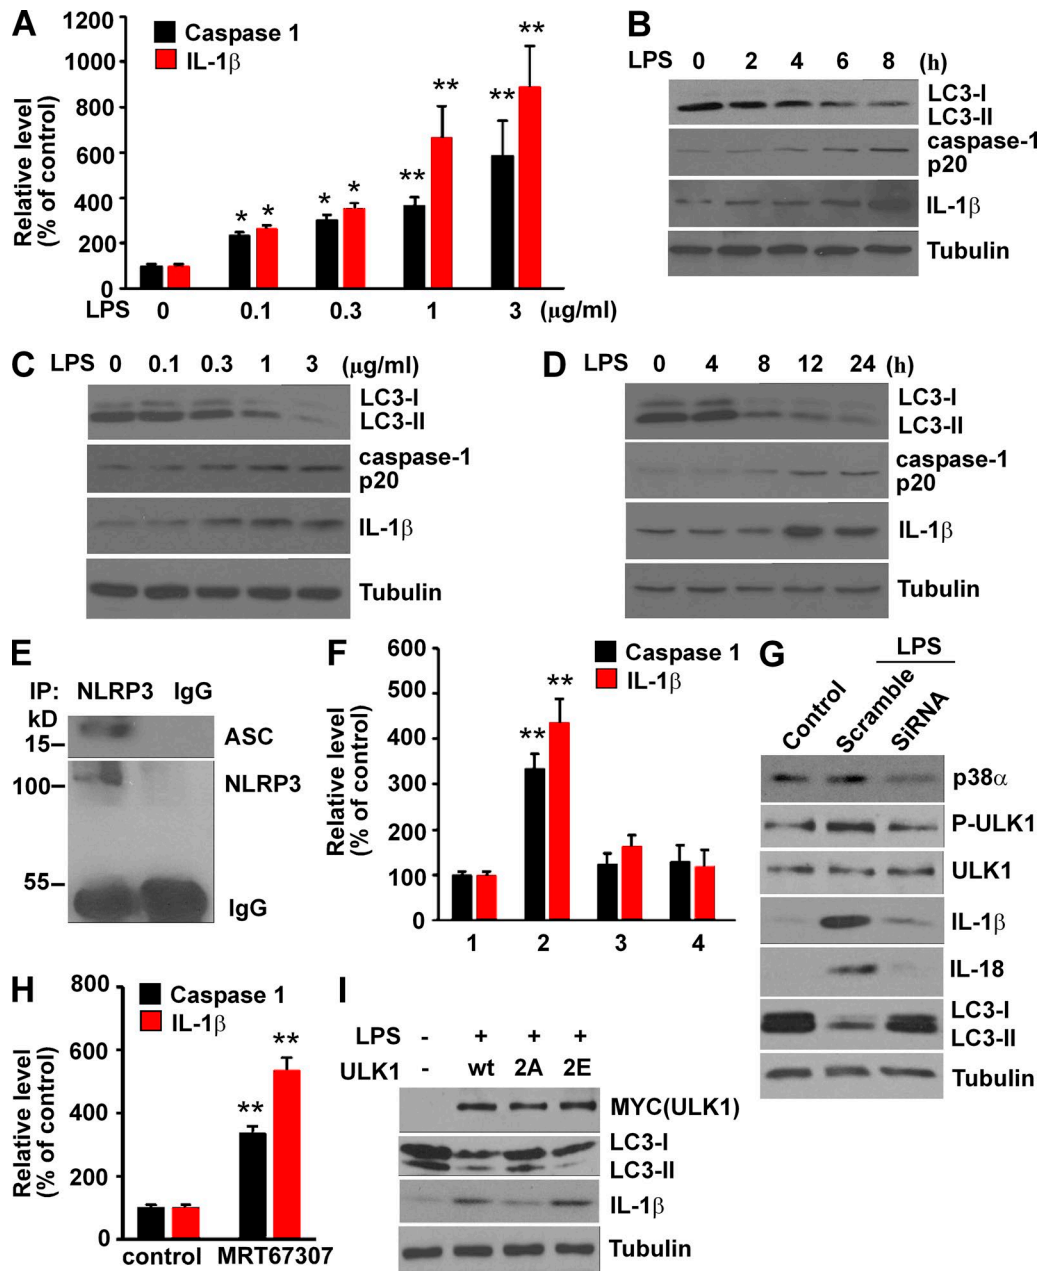 A
1200
1000
800
600
400
200
0
Relative level
(% of control)
Caspase 1
IL-1β
* * * * ** ** ** **
LPS 0 0.1 0.3 1 3 (μg/ml)
B
LPS 0 2 4 6 8 (h)
LC3-I
LC3-II
caspase-1
p20
IL-1β
Tubulin
C
LPS 0 0.1 0.3 1 3 (μg/ml)
LC3-I
LC3-II
caspase-1
p20
IL-1β
Tubulin
D
LPS 0 4 8 12 24 (h)
LC3-I
LC3-II
caspase-1
p20
IL-1β
Tubulin
E
IP: NLRP3 IgG
kD
15
ASC
100
NLRP3
55
IgG
F
600
500
400
300
200
100
0
Relative level
(% of control)
Caspase 1
IL-1β
** **
1 2 3 4
G
LPS
Control Scramble SiRNA
p38α
P-ULK1
ULK1
IL-1β
IL-18
LC3-I
LC3-II
Tubulin
H
800
600
400
200
0
Relative level
(% of control)
Caspase 1
IL-1β
** **
control MRT67307
I
LPS - + + +
ULK1 - wt 2A 2E
MYC(ULK1)
LC3-I
LC3-II
IL-1β
Tubulin